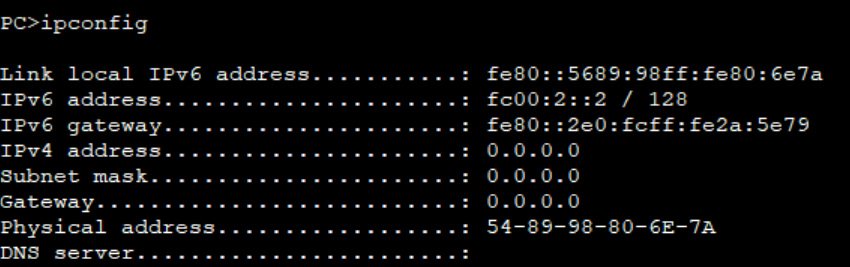 PC>ipconfig
Link local IPv6 address...........: fe80::5689:98ff:fe80:6e7a
IPv6 address......................: fc00:2::2 / 128
IPv6 gateway......................: fe80::2e0:fcff:fe2a:5e79
IPv4 address......................: 0.0.0.0
Subnet mask.......................: 0.0.0.0
Gateway...........................: 0.0.0.0
Physical address..................: 54-89-98-80-6E-7A
DNS server........................: